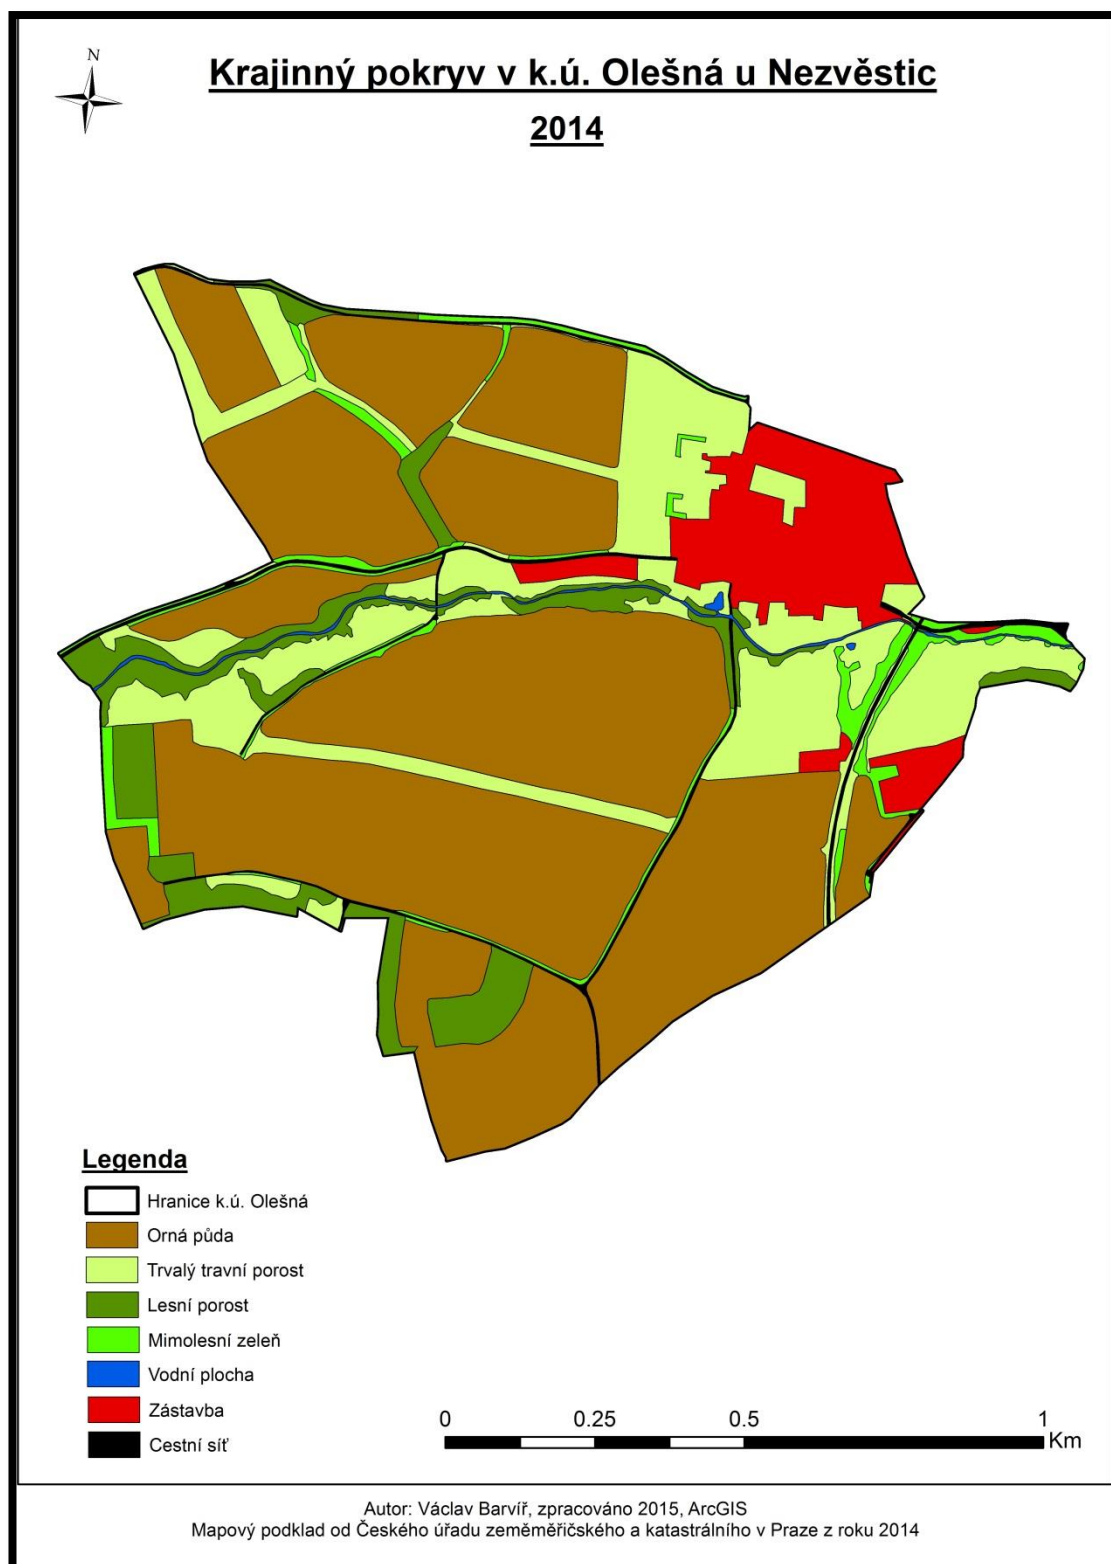 N
Krajinný pokryv v k.ú. Olešná u Nezvěstic
2014
Legenda
Hranice k.ú. Olešná
Orná půda
Trvalý travní porost
Lesní porost
Mimolesní zeleň
Vodní plocha
Zástavba
Cestní síť
0 0.25 0.5 1
Km
Autor: Václav Barvíř, zpracováno 2015, ArcGIS
Mapový podklad od Českého úřadu zeměměřičského a katastrálního v Praze z roku 2014